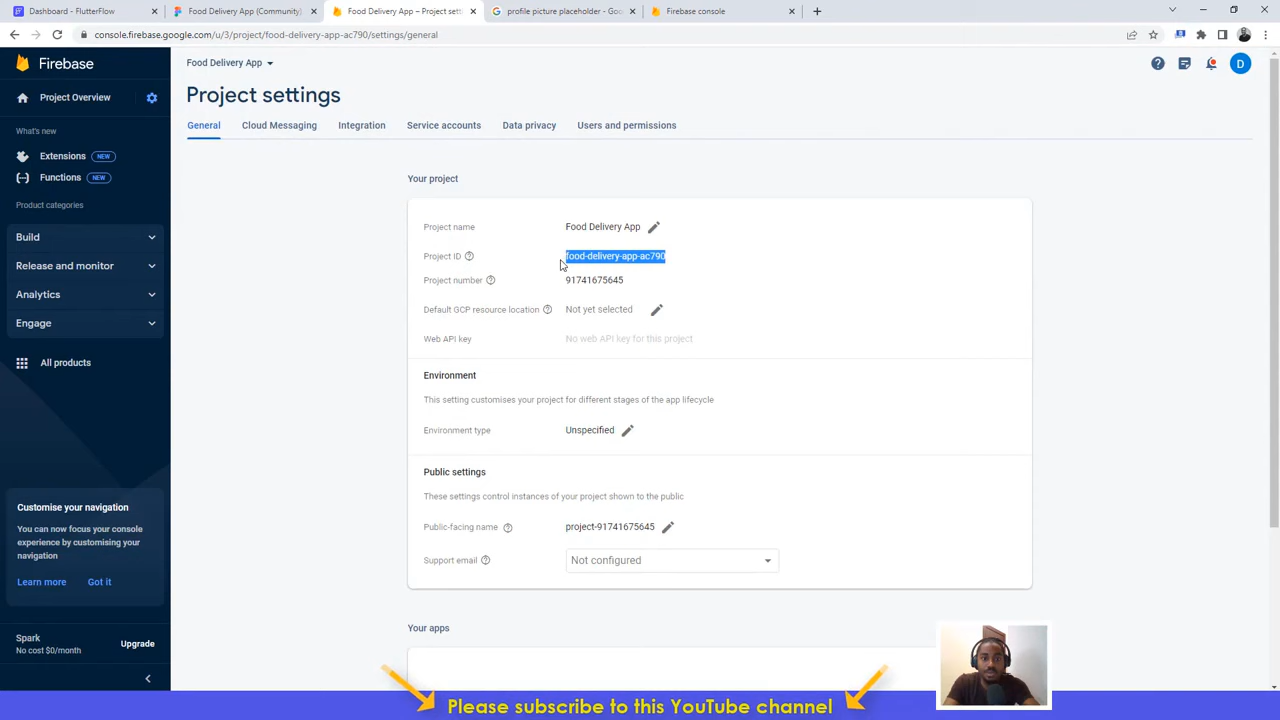 Dashboard - FlutterFlow
Food Delivery App (Community)
Food Delivery App – Project sett
profile picture placeholder - Goo
Firebase console
console.firebase.google.com/u/3/project/food-delivery-app-ac790/settings/general
Firebase
Food Delivery App
D
Project Overview
Project settings
General
Cloud Messaging
Integration
Service accounts
Data privacy
Users and permissions
What's new
Extensions NEW
Functions NEW
Product categories
Build
Release and monitor
Analytics
Engage
All products
Customise your navigation
You can now focus your console
experience by customising your
navigation
Learn more
Got it
Spark
No cost $0/month
Upgrade
Your project
Project name
Food Delivery App
Project ID
food-delivery-app-ac790
Project number
91741675645
Default GCP resource location
Not yet selected
Web API key
No web API key for this project
Environment
This setting customises your project for different stages of the app lifecycle
Environment type
Unspecified
Public settings
These settings control instances of your project shown to the public
Public-facing name
project-91741675645
Support email
Not configured
Your apps
Please subscribe to this YouTube channel